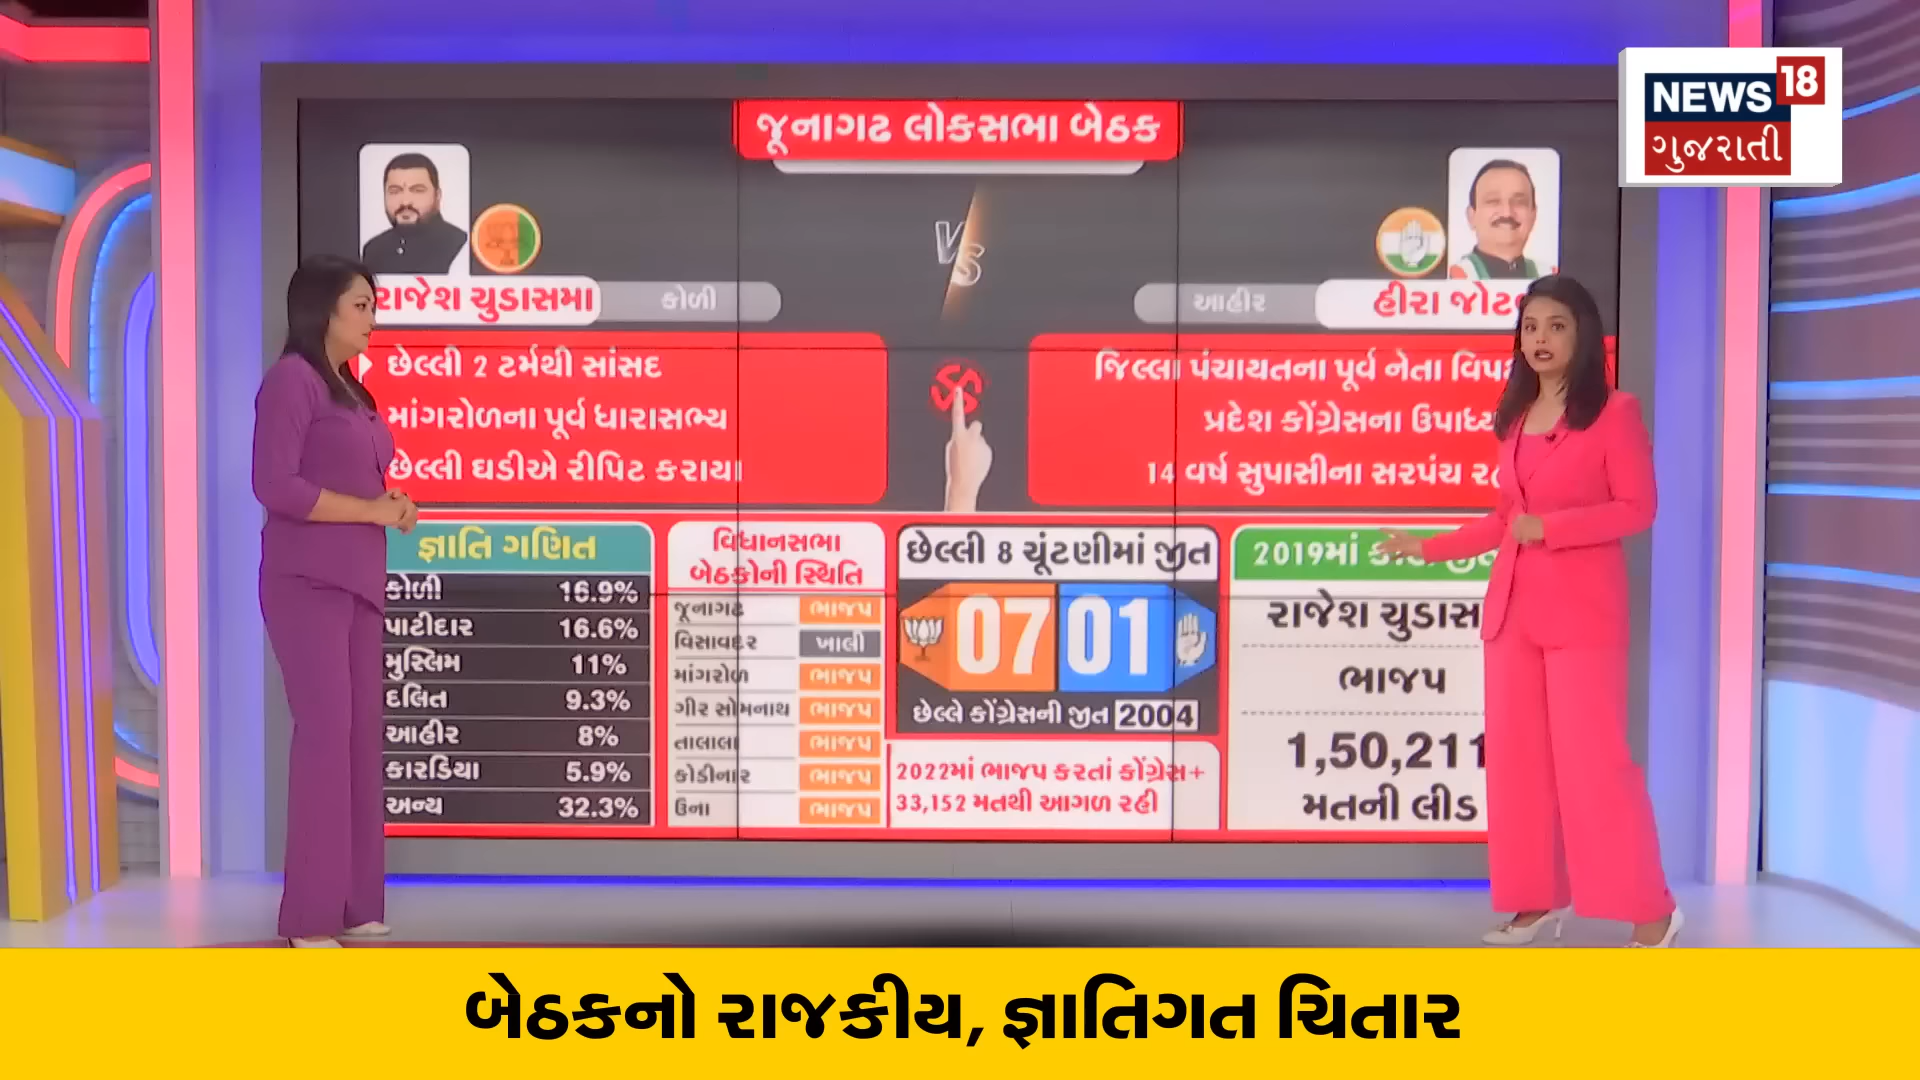 NEWS 18
ગુજરાતી
જૂનાગઢ લોકસભા બેઠક
VS
રાજેશ ચુડાસમા
કોળી
આહીર
હીરા
છેલ્લી 2 ટર્મથી સાંસદ
માંગરોળના પૂર્વ ધારાસભ્ય
છેલ્લી ઘડીએ રીપિટ કરાયા
જિલ્લા પંચાયતના પૂર્વ નેતા
પ્રદેશ કોંગ્રેસના
14 વર્ષ સુપાસીના સરપંચ
જ્ઞાતિ ગણિત
કોળી 16.9%
પાટીદાર 16.6%
મુસ્લિમ 11%
દલિત 9.3%
આહીર 8%
કારડિયા 5.9%
અન્ય 32.3%
વિધાનસભા
બેઠકોની સ્થિતિ
જૂનાગઢ ભાજપ
વિસાવદર ખાલી
માંગરોળ ભાજપ
ગીર સોમનાથ ભાજપ
તાલાલા ભાજપ
કોડીનાર ભાજપ
ઉના ભાજપ
છેલ્લી 8 ચૂંટણીમાં જીત
07 01
છેલ્લે કોંગ્રેસની જીત 2004
2022માં ભાજપ કરતાં કોંગ્રેસ+
33,152 મતથી આગળ રહી
2019માં
રાજેશ
ભાજપ
1,50,211
મતની લીડ
બેઠકનો રાજકીય, જ્ઞાતિગત ચિતાર